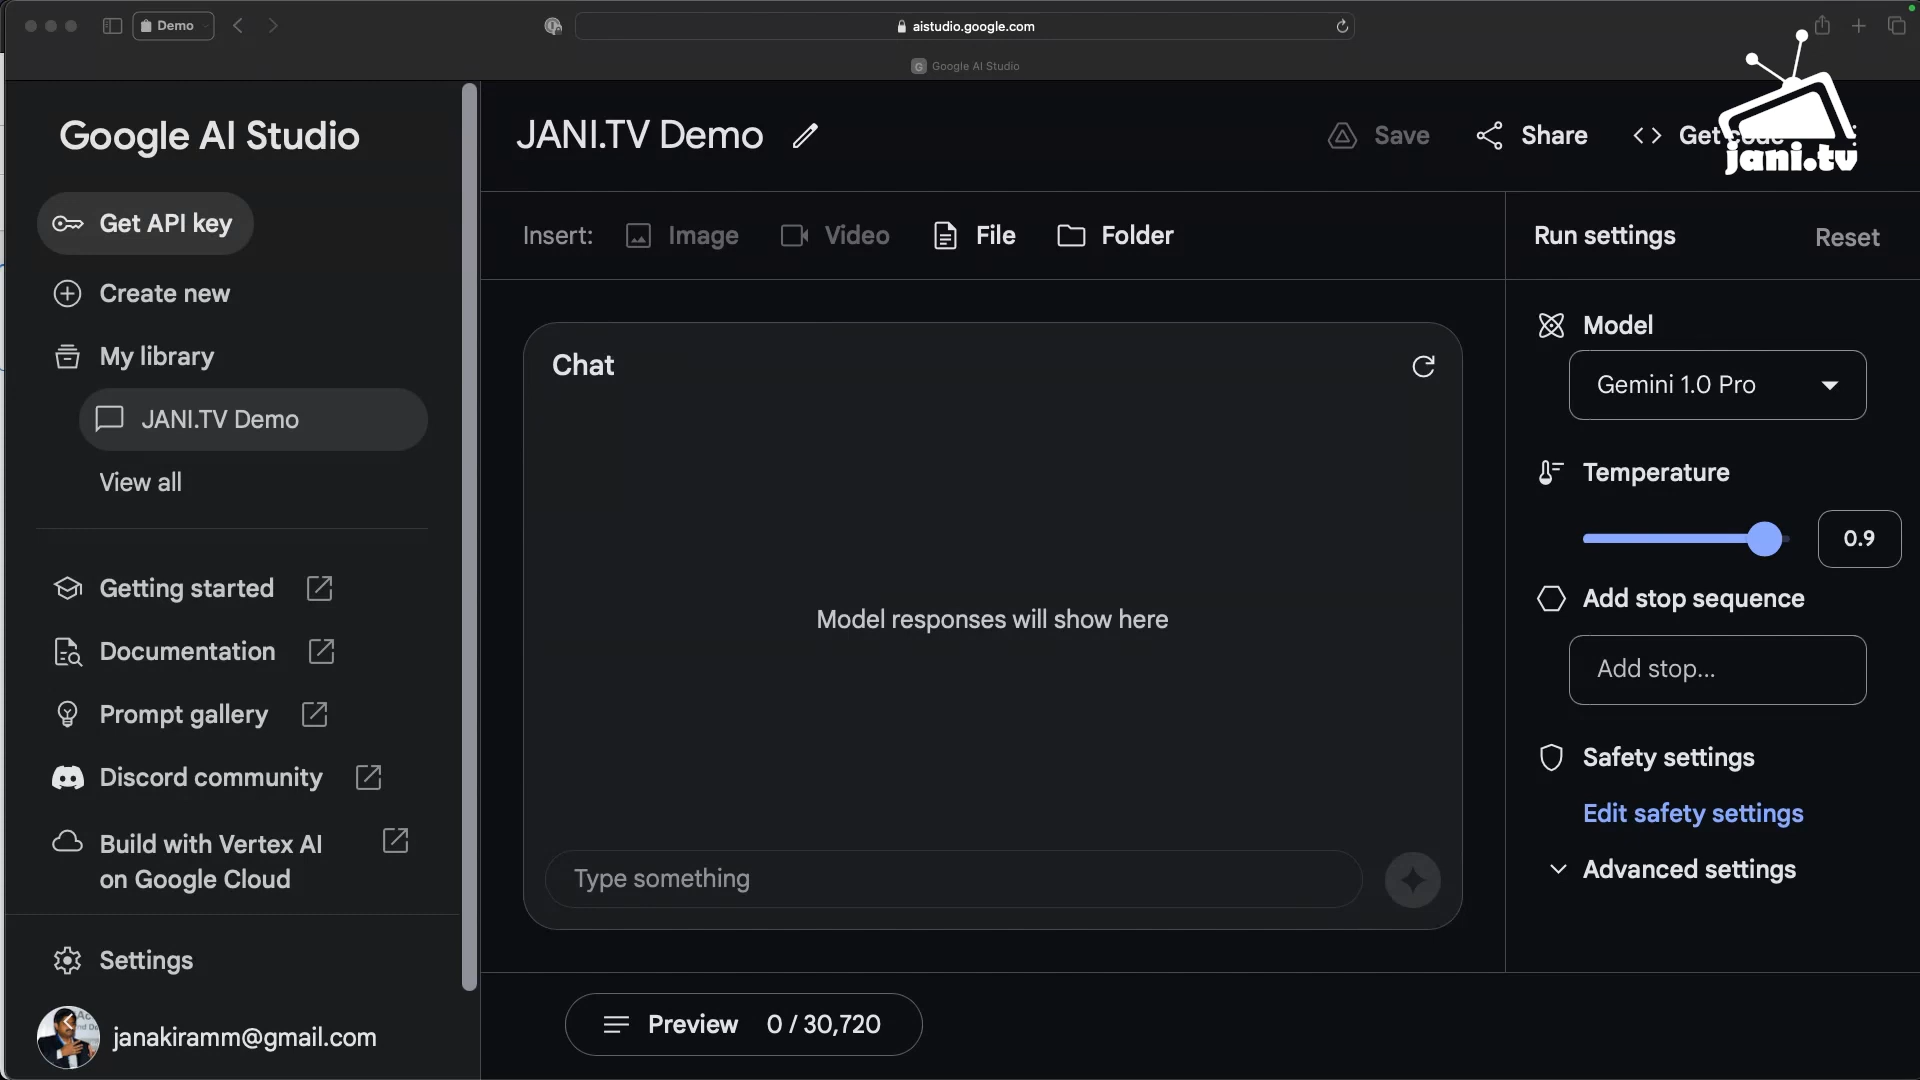 Demo
aistudio.google.com
G Google AI Studio
jani.tv
Google AI Studio
Get API key
Create new
My library
JANI.TV Demo
View all
Getting started
Documentation
Prompt gallery
Discord community
Build with Vertex AI
on Google Cloud
Settings
janakiramm@gmail.com
JANI.TV Demo
Save
Share
Get code
Insert:
Image
Video
File
Folder
Chat
Model responses will show here
Type something
Preview 0 / 30,720
Run settings
Reset
Model
Gemini 1.0 Pro
Temperature
0.9
Add stop sequence
Add stop...
Safety settings
Edit safety settings
Advanced settings